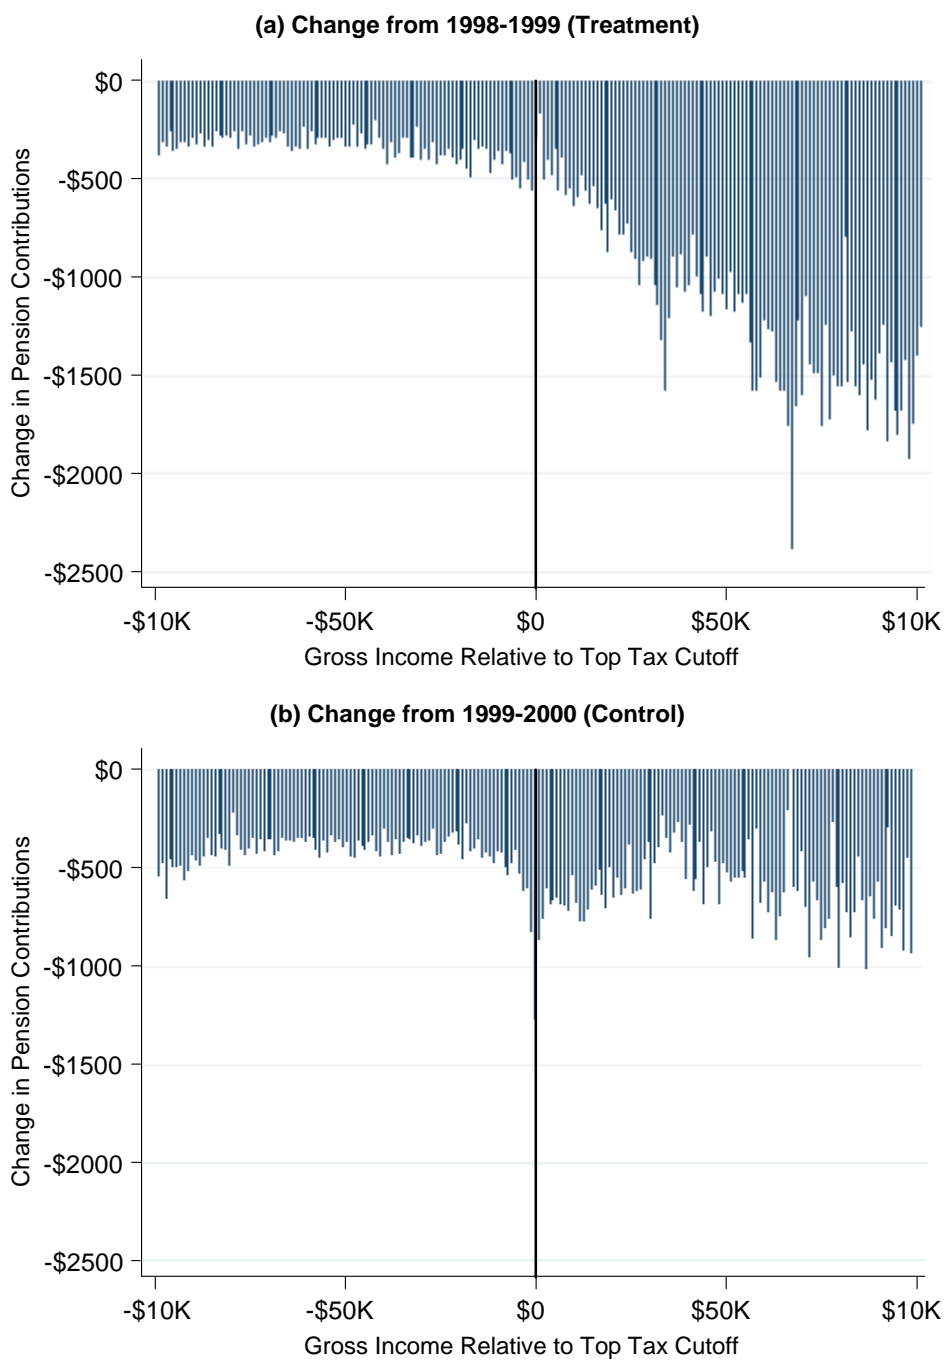 (a) Change from 1998-1999 (Treatment)
$0
-$500
-$1000
-$1500
-$2000
-$2500
Change in Pension Contributions
-$10K
-$50K
$0
$50K
$10K
Gross Income Relative to Top Tax Cutoff
(b) Change from 1999-2000 (Control)
$0
-$500
-$1000
-$1500
-$2000
-$2500
Change in Pension Contributions
-$10K
-$50K
$0
$50K
$10K
Gross Income Relative to Top Tax Cutoff